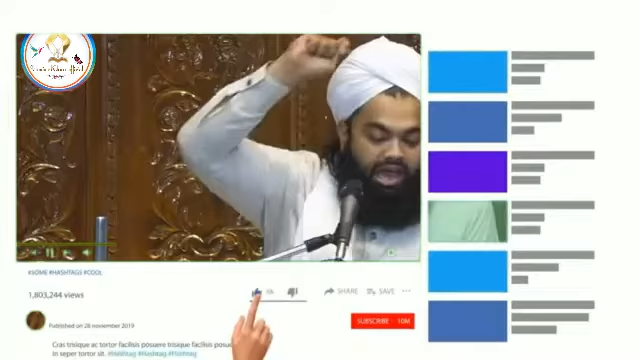 #SOME #HASHTAGS #COOL
1,803,244 views
SHARE
SAVE
Published on 28 november 2019
SUBSCRIBE 10M
Cras tristique ac tortor facilisis posuere trisique facilisis posu
in seper tortor sit. #Hashtag #Hashtag #Hashtag